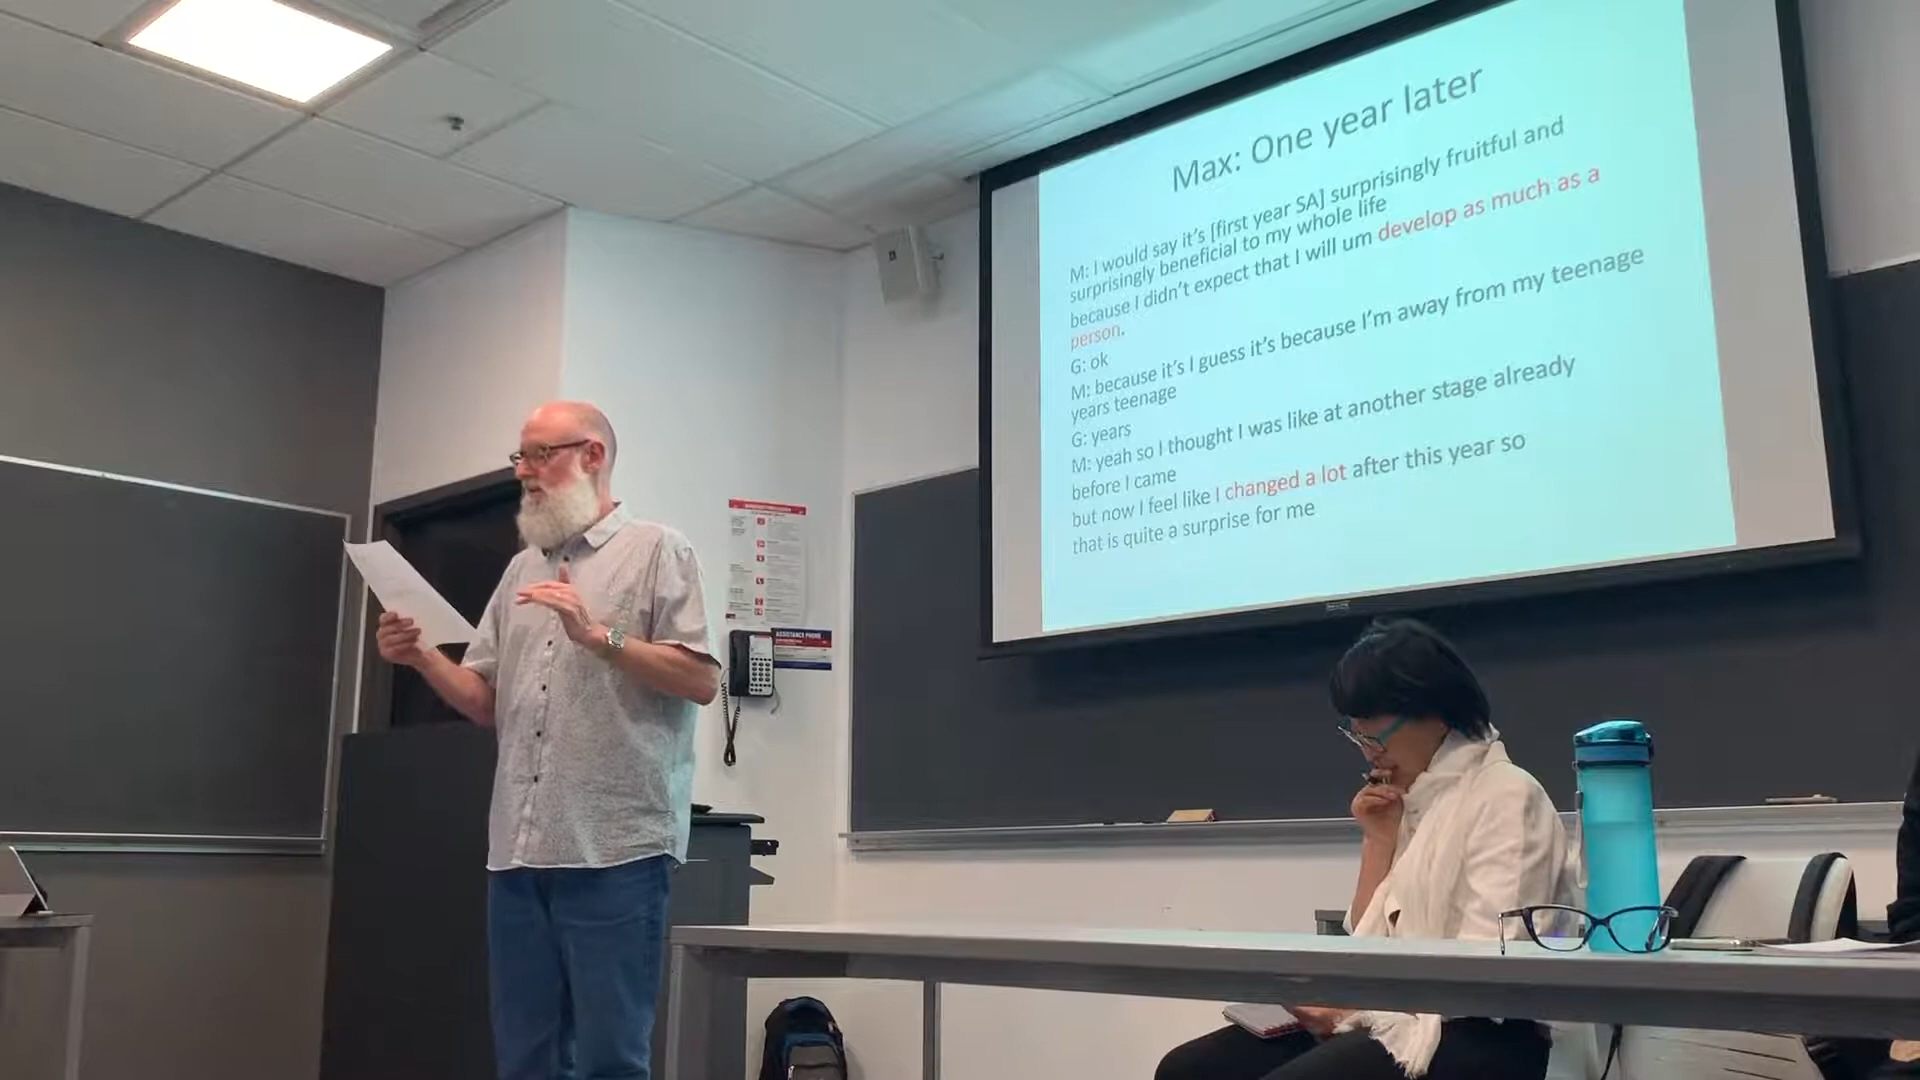 Max: One year later
M: I would say it's [first year SA] surprisingly fruitful and
surprisingly beneficial to my whole life
because I didn't expect that I will um develop as much as a
person.
G: ok
M: because it's I guess it's because I'm away from my teenage
years teenage
G: years
M: yeah so I thought I was like at another stage already
before I came
but now I feel like I changed a lot after this year so
that is quite a surprise for me
ASSISTANCE PHONE